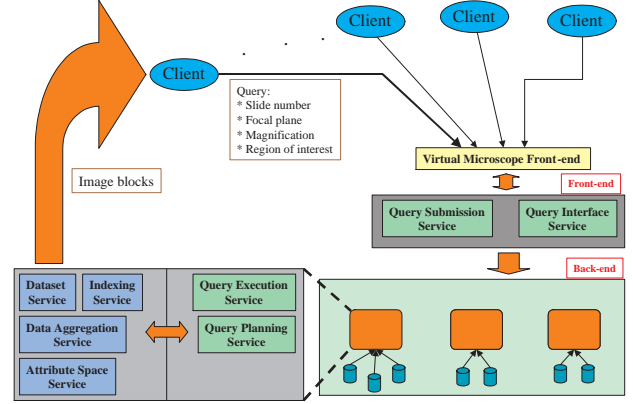 Client
Client
Client
Client
Query:
* Slide number
* Focal plane
* Magnification
* Region of interest
Virtual Microscope Front-end
Image blocks
Front-end
Query Submission
Service
Query Interface
Service
Back-end
Dataset
Service
Indexing
Service
Query Execution
Service
Data Aggregation
Service
Query Planning
Service
Attribute Space
Service